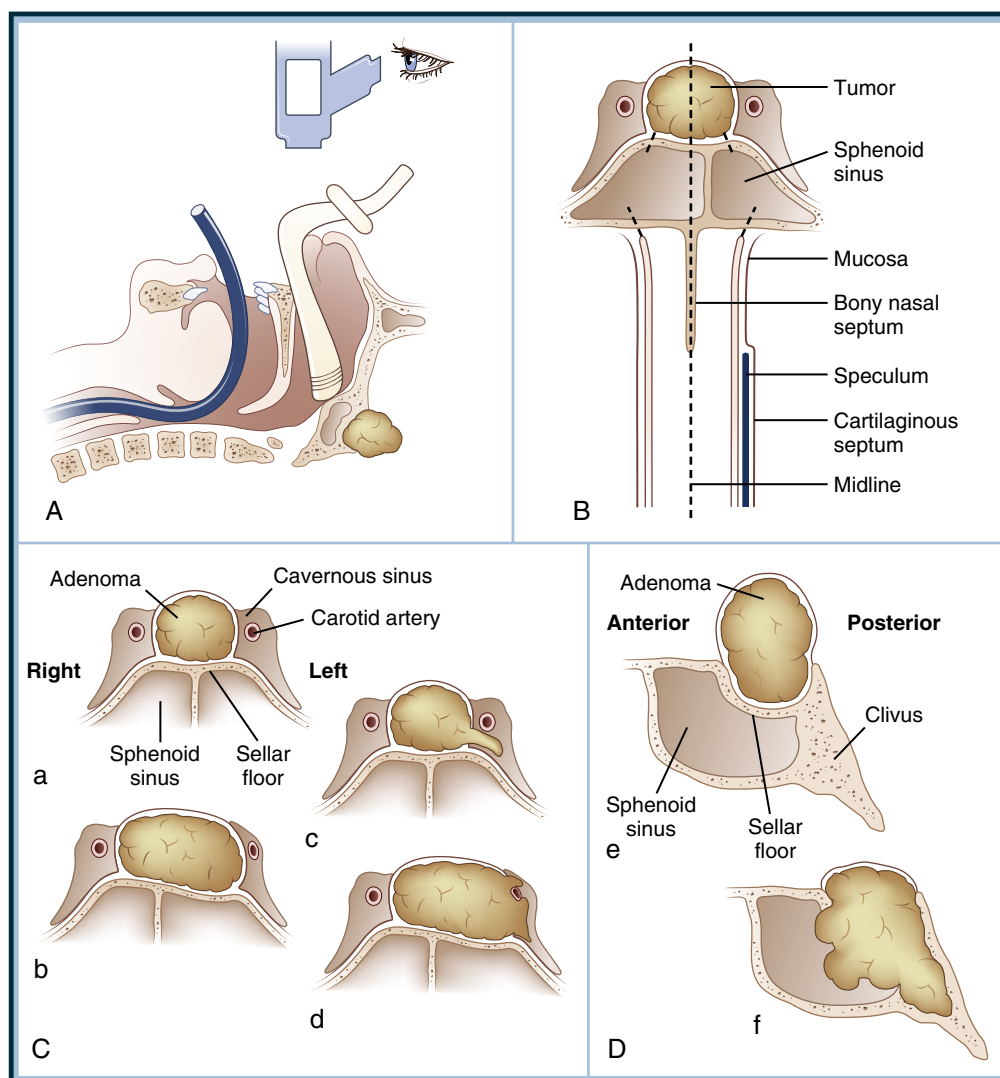 A
Tumor
Sphenoid
sinus
Mucosa
Bony nasal
septum
Speculum
Cartilaginous
septum
Midline
B
Adenoma
Cavernous sinus
Carotid artery
Right
Left
Sphenoid
sinus
Sellar
floor
a
c
b
d
C
Adenoma
Anterior
Posterior
Clivus
Sphenoid
sinus
Sellar
floor
e
f
D